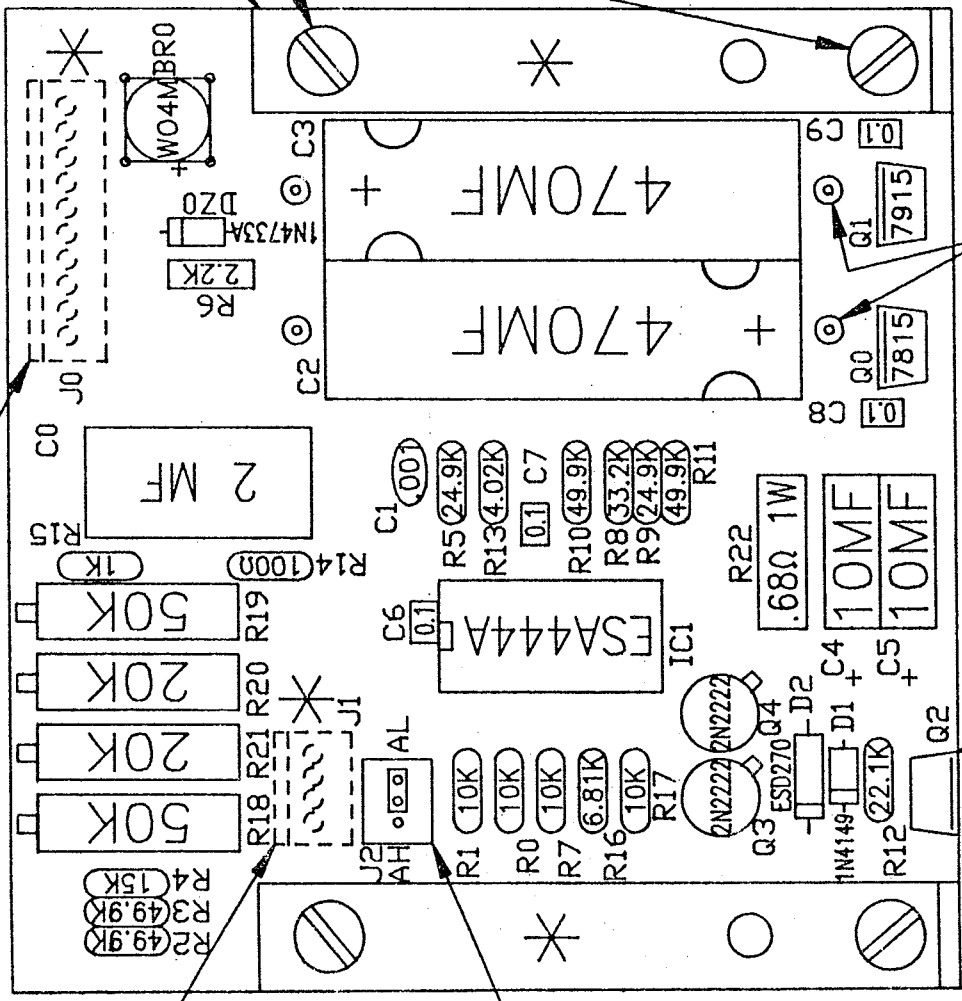 BR0
W04M
+
C3
C9
0.1
470MF
+
DZ0
1N4733A
2.2K
R6
Q1
7915
C2
470MF
+
Q0
7815
C8
0.1
J0
C0
2 MF
C1
.001
R5
24.9K
R13
4.02K
C7
0.1
R10
49.9K
R8
33.2K
R9
24.9K
49.9K
R11
R15
1K
100Ω
R14
R22
.68Ω 1W
10MF
10MF
50K
R19
C6
0.1
ESA444A
IC1
C4
+
C5
+
20K
R20
J1
2N2222
Q4
D2
20K
R21
AL
ESD270
D1
Q2
50K
R18
J2
AH
10K
R1
10K
R0
10K
R7
6.81K
R16
10K
R17
2N2222
Q3
1N4149
22.1K
R12
15K
R4
49.9K
R3
49.9K
R2